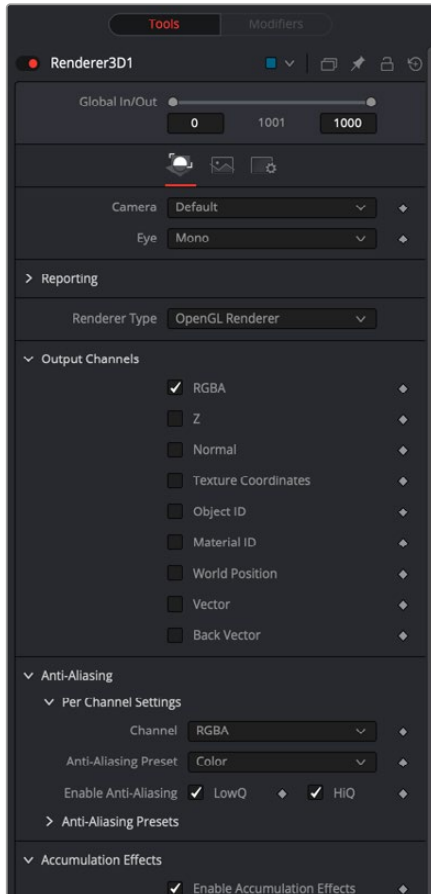 Tools Modifiers
Renderer3D1
Global In/Out
0 1001 1000
Camera Default
Eye Mono
Reporting
Renderer Type OpenGL Renderer
Output Channels
RGBA
Z
Normal
Texture Coordinates
Object ID
Material ID
World Position
Vector
Back Vector
Anti-Aliasing
Per Channel Settings
Channel RGBA
Anti-Aliasing Preset Color
Enable Anti-Aliasing LowQ HiQ
Anti-Aliasing Presets
Accumulation Effects
Enable Accumulation Effects